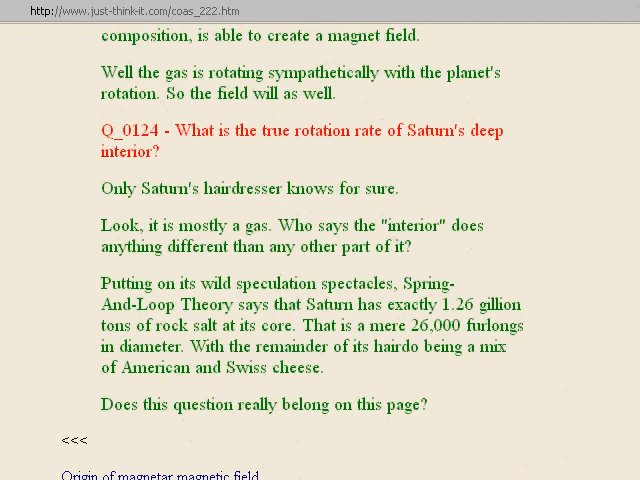 http://www.just-think-it.com/coas_222.htm
composition, is able to create a magnet field.
Well the gas is rotating sympathetically with the planet's
rotation. So the field will as well.
Q_0124 - What is the true rotation rate of Saturn's deep
interior?
Only Saturn's hairdresser knows for sure.
Look, it is mostly a gas. Who says the "interior" does
anything different than any other part of it?
Putting on its wild speculation spectacles, Spring-
And-Loop Theory says that Saturn has exactly 1.26 gillion
tons of rock salt at its core. That is a mere 26,000 furlongs
in diameter. With the remainder of its hairdo being a mix
of American and Swiss cheese.
Does this question really belong on this page?
<<<
Origin of magnetar magnetic field